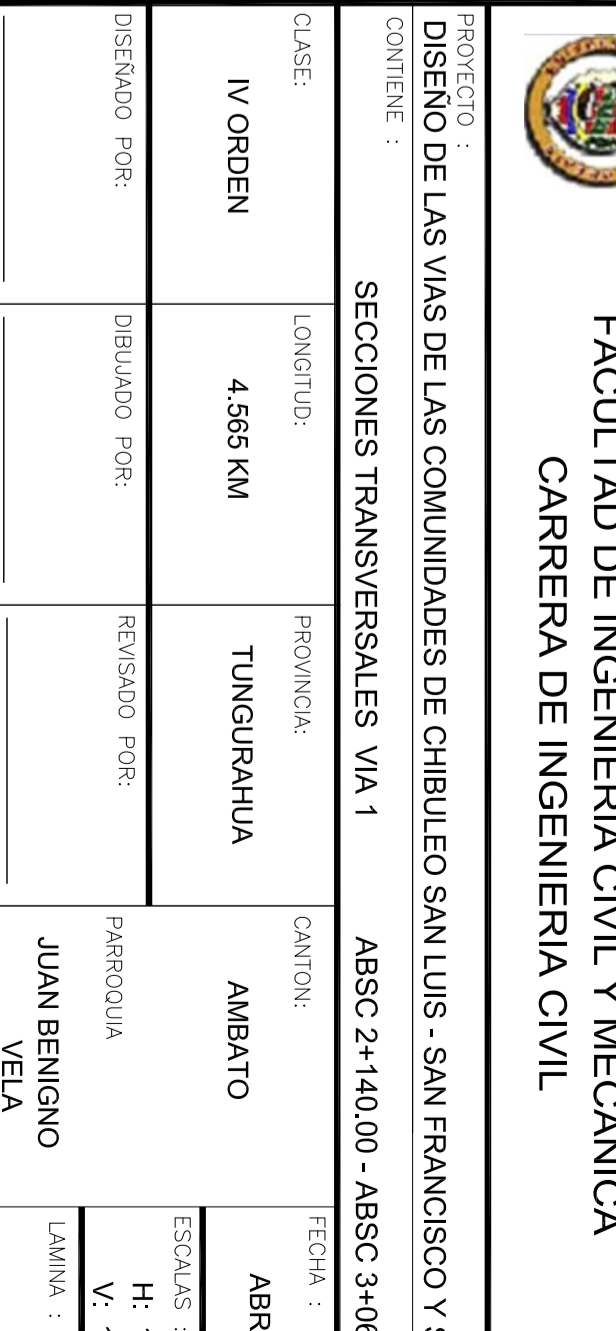 FACULTAD DE INGENIERIA CIVIL Y MECANICA
CARRERA DE INGENIERIA CIVIL
PROYECTO :
DISEÑO DE LAS VIAS DE LAS COMUNIDADES DE CHIBULEO SAN LUIS - SAN FRANCISCO Y
CONTIENE :
SECCIONES TRANSVERSALES VIA 1 ABSC 2+140.00 - ABSC 3+06
CLASE:
IV ORDEN
LONGITUD:
4.565 KM
PROVINCIA:
TUNGURAHUA
CANTON:
AMBATO
FECHA :
ABR
DISEÑADO POR:
DIBUJADO POR:
REVISADO POR:
PARROQUIA
JUAN BENIGNO
VELA
ESCALAS :
H:
V:
LAMINA :